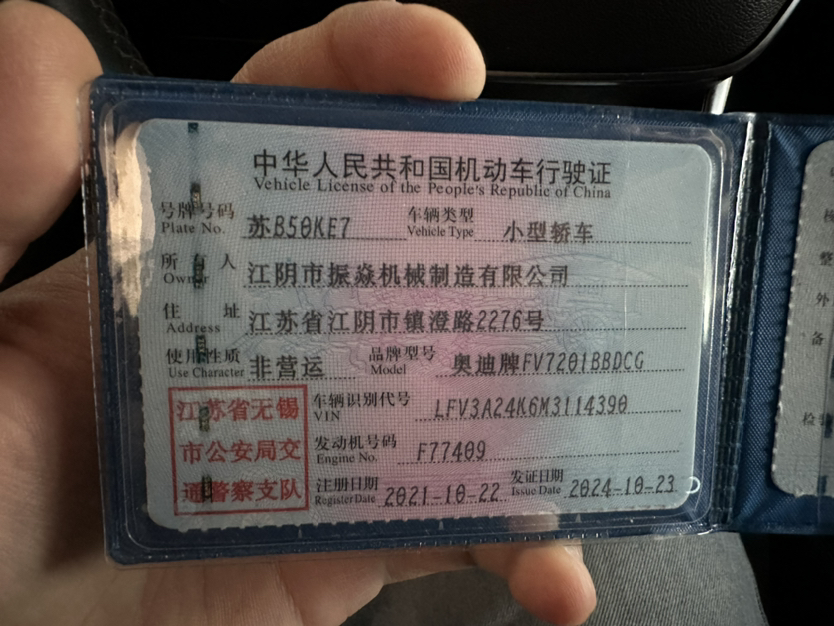 中华人民共和国机动车行驶证
Vehicle License of the People's Republic of China
号牌号码 苏B50KE7 车辆类型 小型轿车
Plate No. Vehicle Type
所有人 江阴市振焱机械制造有限公司
Owner
住址 江苏省江阴市镇澄路2276号
Address
使用性质 非营运 品牌型号 奥迪牌FV7201BBDCG
Use Character Model
江苏省无锡
市公安局交
通警察支队
车辆识别代号 LFV3A24K6M3114390
VIN
发动机号码 F77409
Engine No.
注册日期 2021-10-22 发证日期 2024-10-23
Register Date Issue Date
整
外
备
检